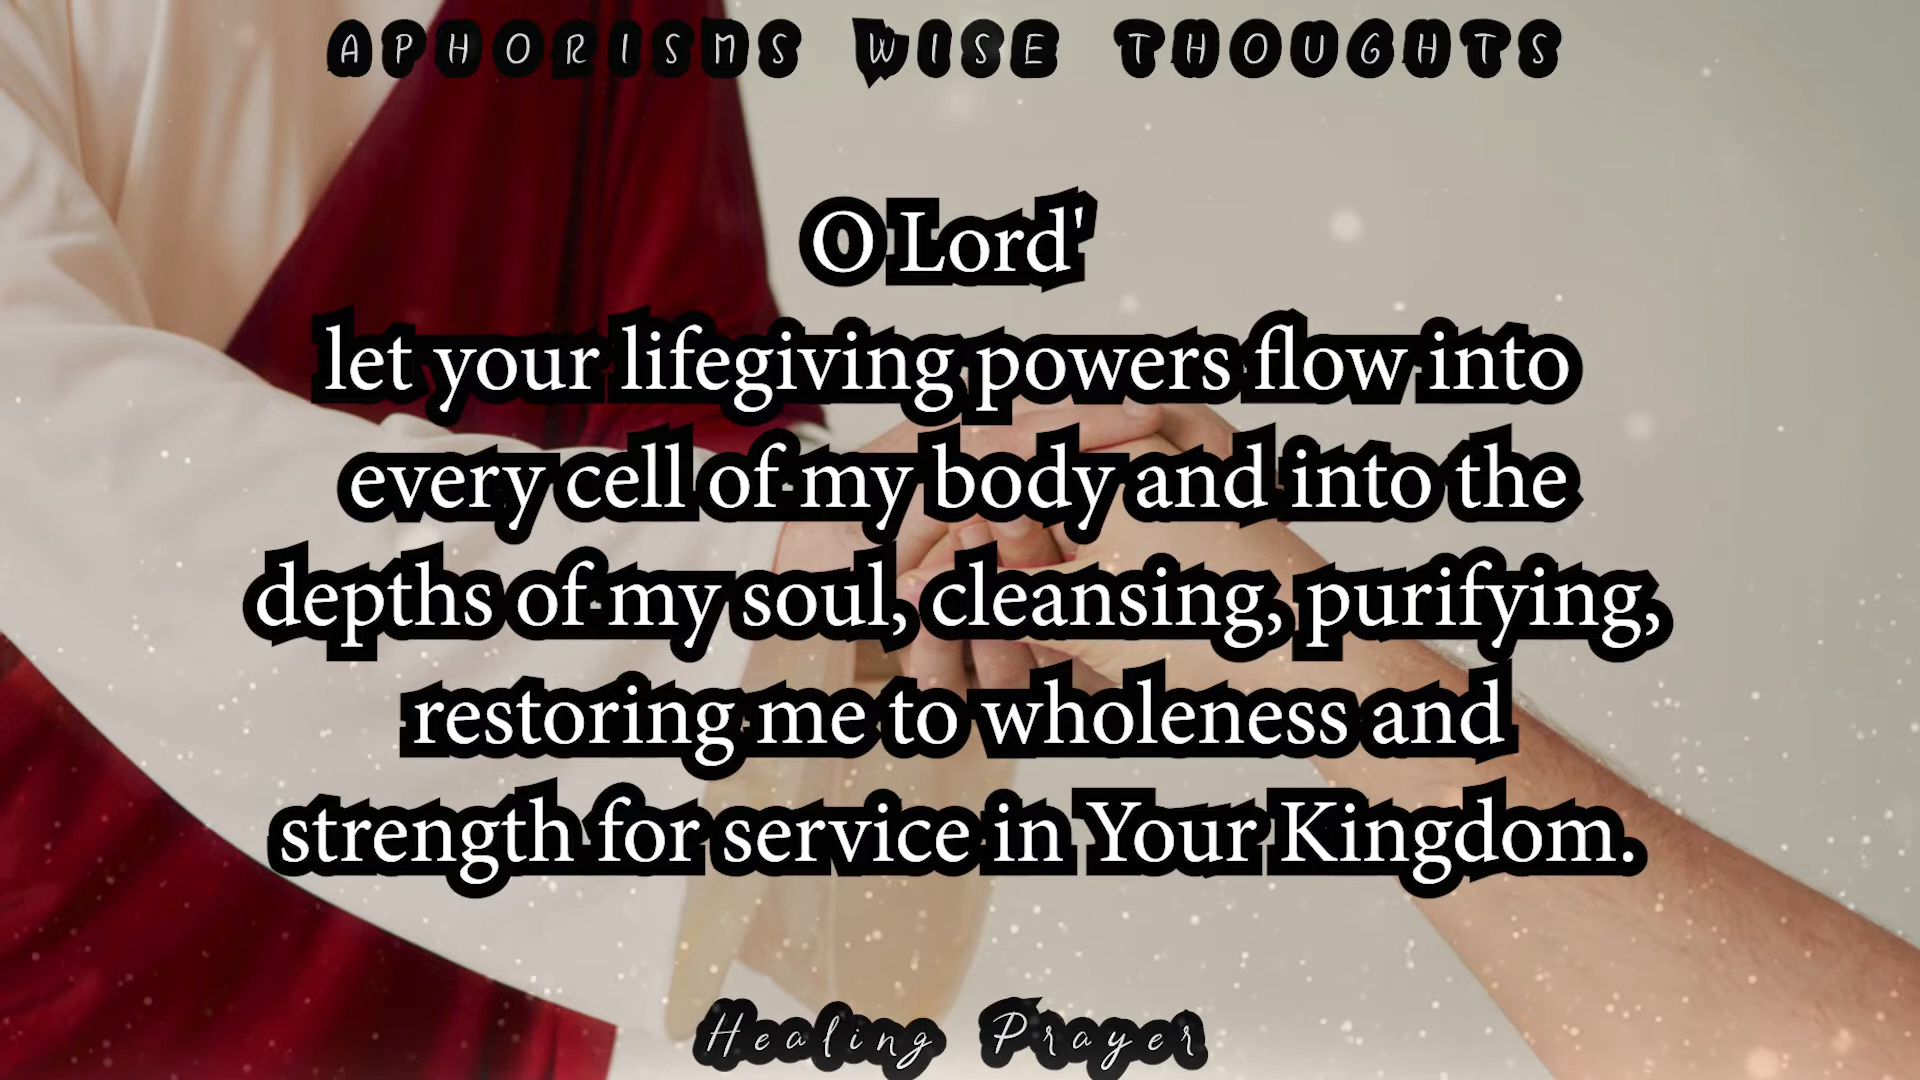 APHORISMS WISE THOUGHTS
O Lord'
let your lifegiving powers flow into
every cell of my body and into the
depths of my soul, cleansing, purifying,
restoring me to wholeness and
strength for service in Your Kingdom.
Healing Prayer